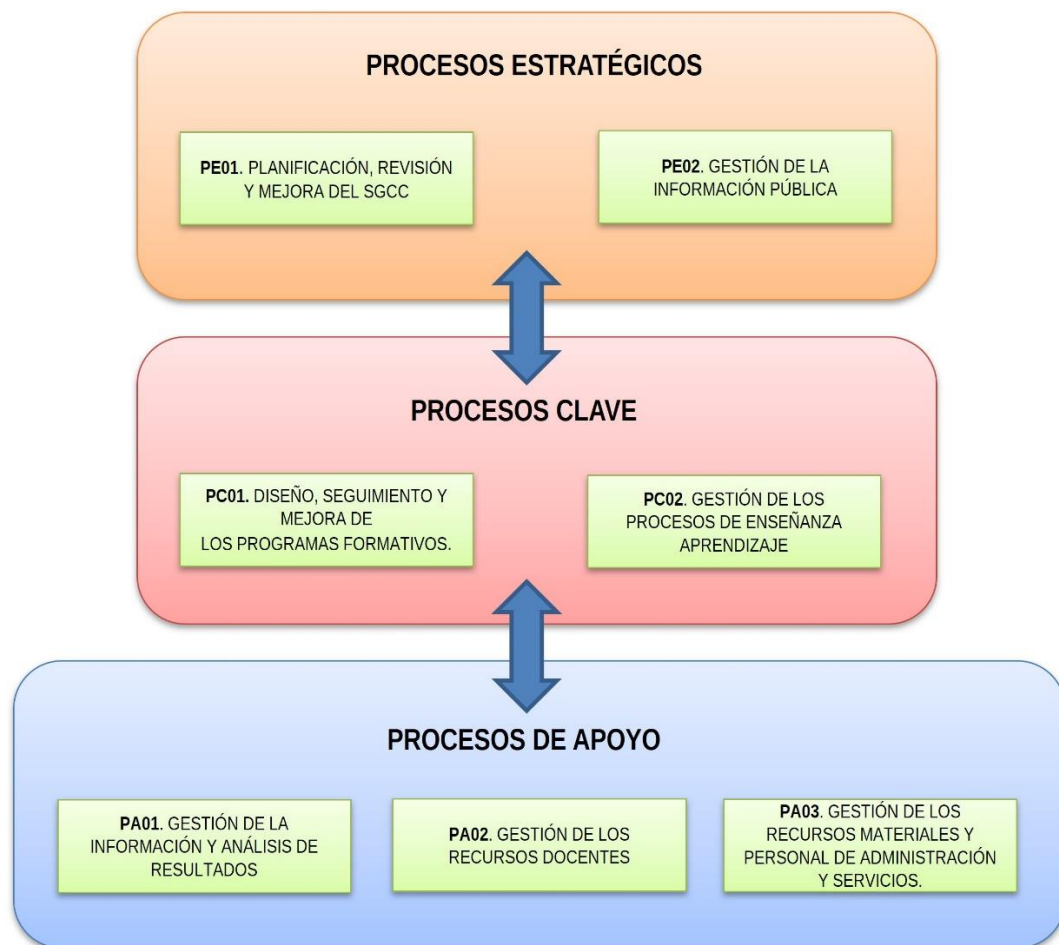 PROCESOS ESTRATÉGICOS
PE01. PLANIFICACIÓN, REVISIÓN
Y MEJORA DEL SGCC
PE02. GESTIÓN DE LA
INFORMACIÓN PÚBLICA
PROCESOS CLAVE
PC01. DISEÑO, SEGUIMIENTO Y
MEJORA DE
LOS PROGRAMAS FORMATIVOS.
PC02. GESTIÓN DE LOS
PROCESOS DE ENSEÑANZA
APRENDIZAJE
PROCESOS DE APOYO
PA01. GESTIÓN DE LA
INFORMACIÓN Y ANÁLISIS DE
RESULTADOS
PA02. GESTIÓN DE LOS
RECURSOS DOCENTES
PA03. GESTIÓN DE LOS
RECURSOS MATERIALES Y
PERSONAL DE ADMINISTRACIÓN
Y SERVICIOS.